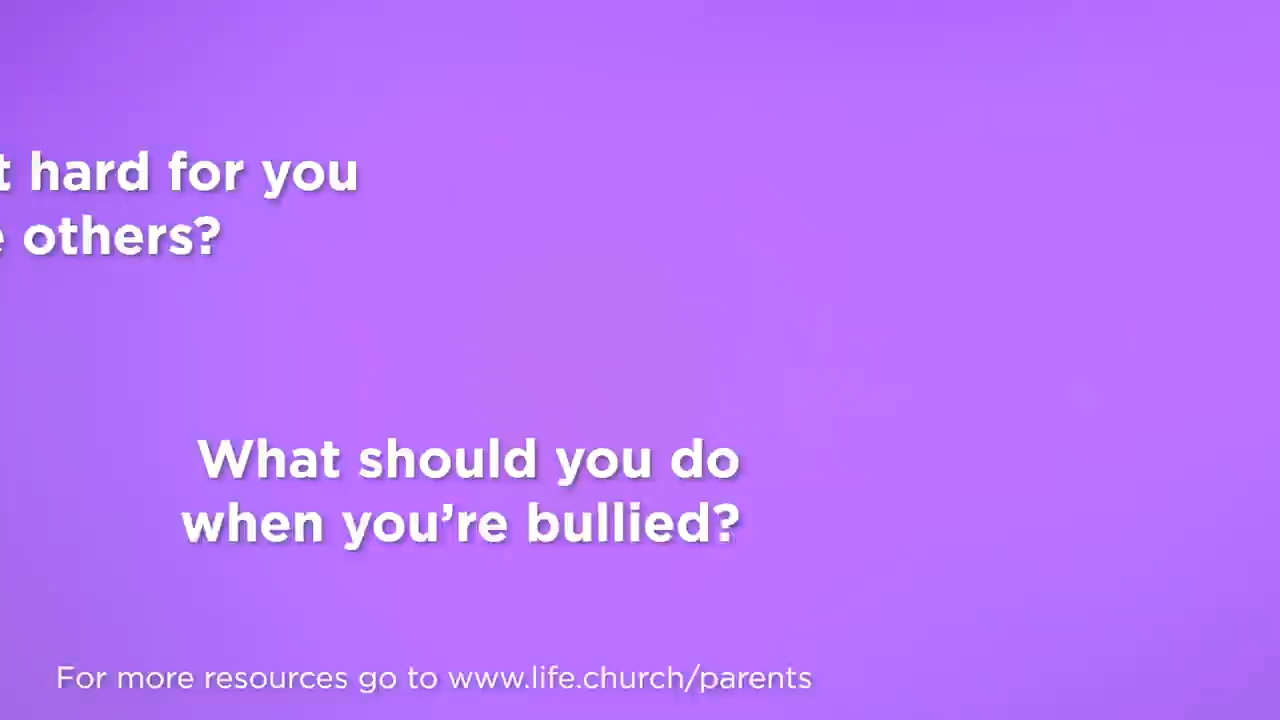 hard for you
others?
What should you do
when you’re bullied?
For more resources go to www.life.church/parents